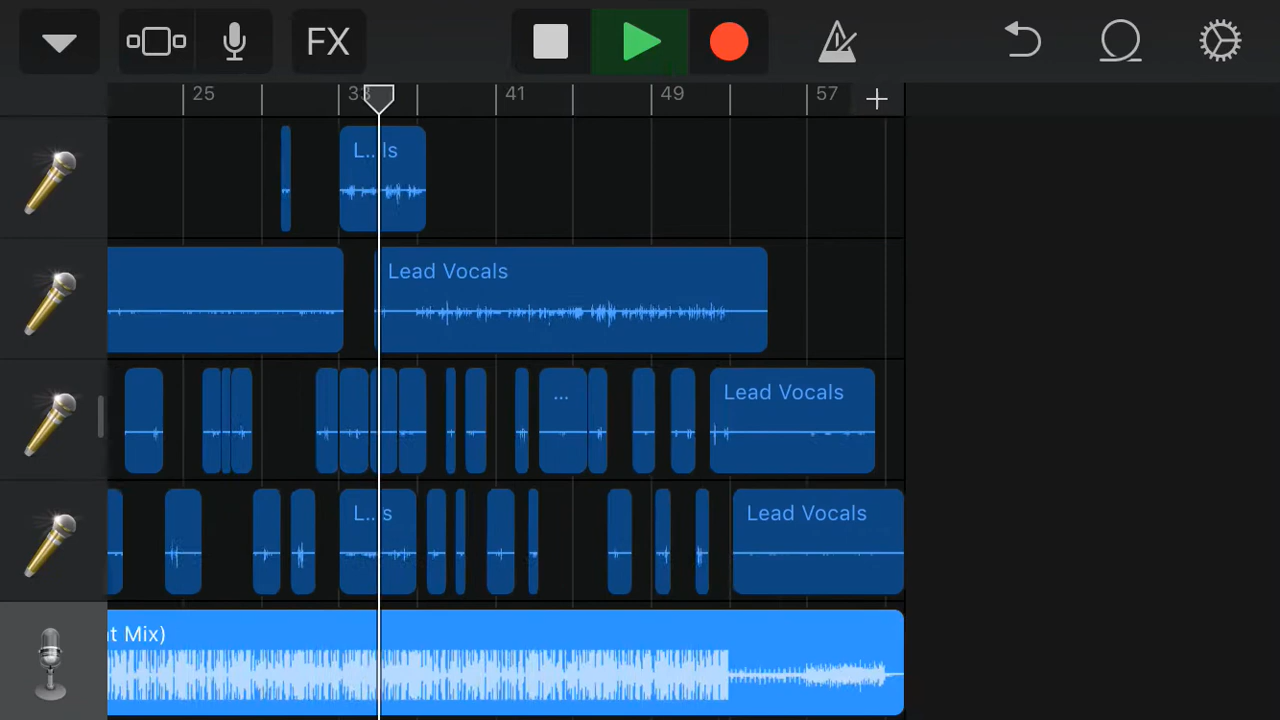 FX
25 33 41 49 57
L...ls
Lead Vocals
... Lead Vocals
L...s Lead Vocals
t Mix)